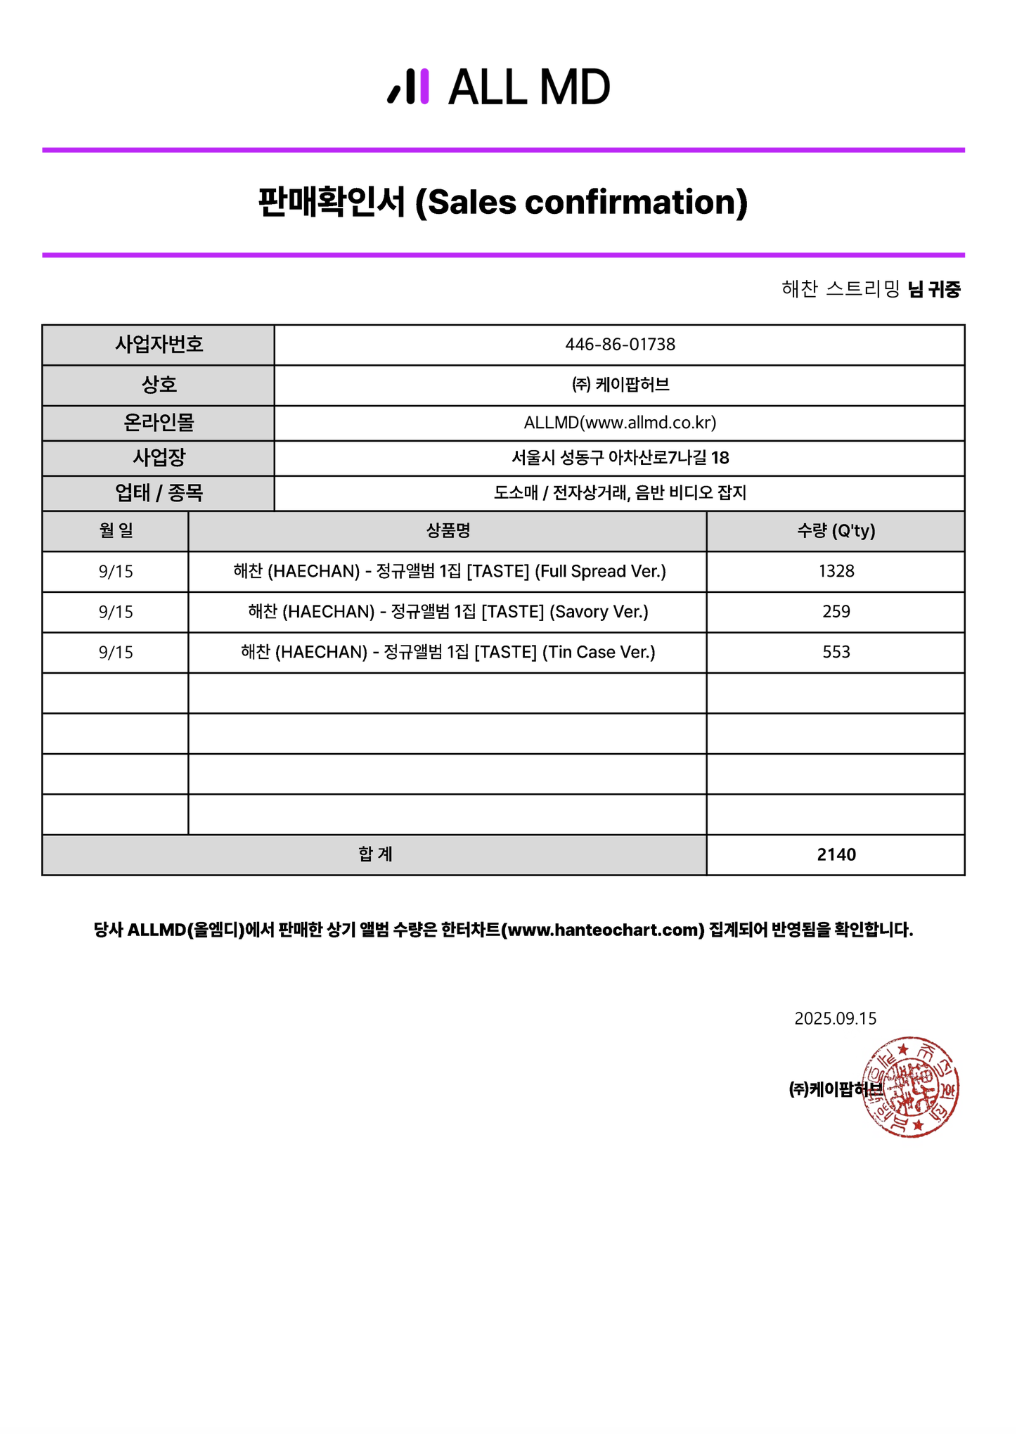 ALL MD
판매확인서 (Sales confirmation)
해찬 스트리밍 님 귀중
사업자번호 446-86-01738
상호 ㈜ 케이팝허브
온라인몰 ALLMD(www.allmd.co.kr)
사업장 서울시 성동구 아차산로7나길 18
업태 / 종목 도소매 / 전자상거래, 음반 비디오 잡지
월 일 상품명 수량 (Q'ty)
9/15 해찬 (HAECHAN) - 정규앨범 1집 [TASTE] (Full Spread Ver.) 1328
9/15 해찬 (HAECHAN) - 정규앨범 1집 [TASTE] (Savory Ver.) 259
9/15 해찬 (HAECHAN) - 정규앨범 1집 [TASTE] (Tin Case Ver.) 553
합 계 2140
당사 ALLMD(올엠디)에서 판매한 상기 앨범 수량은 한터차트(www.hanteochart.com) 집계되어 반영됨을 확인합니다.
2025.09.15
㈜케이팝허브